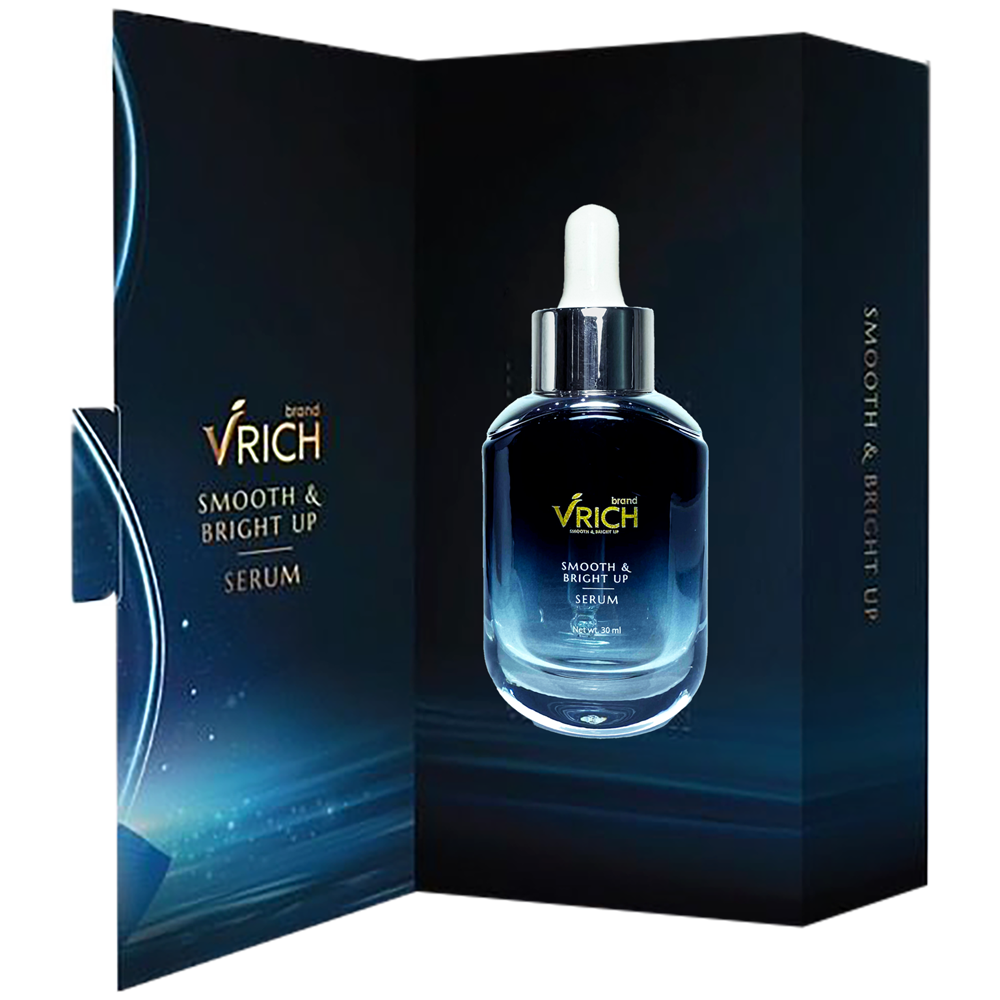 brand
VRICH
SMOOTH &
BRIGHT UP
SERUM
brand
VRICH
SMOOTH & BRIGHT UP
SMOOTH &
BRIGHT UP
SERUM
Net wt. 30 ml
SMOOTH & BRIGHT UP